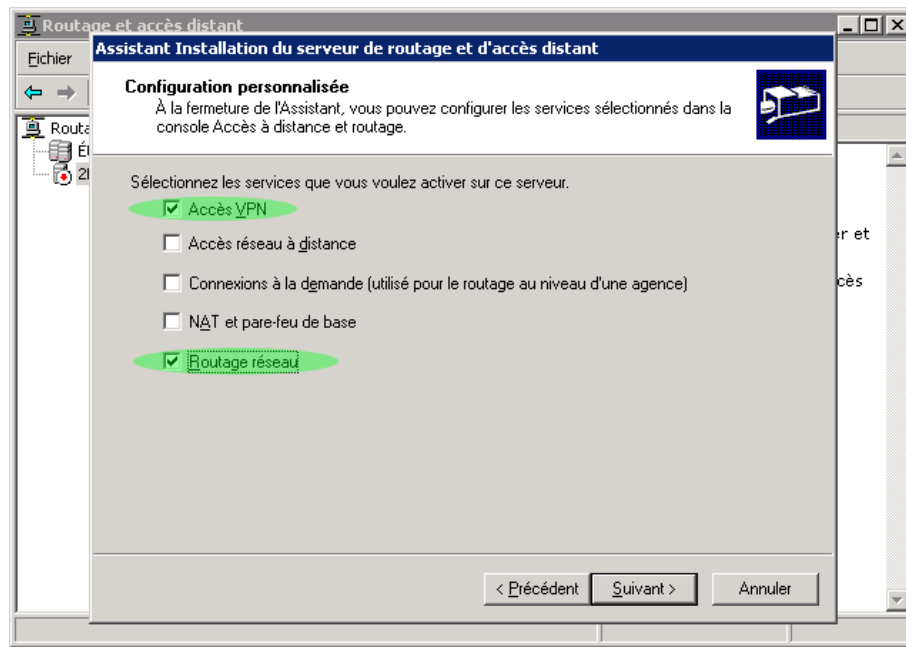 Routage et accès distant
Assistant Installation du serveur de routage et d'accès distant
Fichier
Configuration personnalisée
À la fermeture de l'Assistant, vous pouvez configurer les services sélectionnés dans la
console Accès à distance et routage.
Sélectionnez les services que vous voulez activer sur ce serveur.
Accès VPN
Accès réseau à distance
Connexions à la demande (utilisé pour le routage au niveau d'une agence)
NAT et pare-feu de base
Routage réseau
< Précédent
Suivant >
Annuler